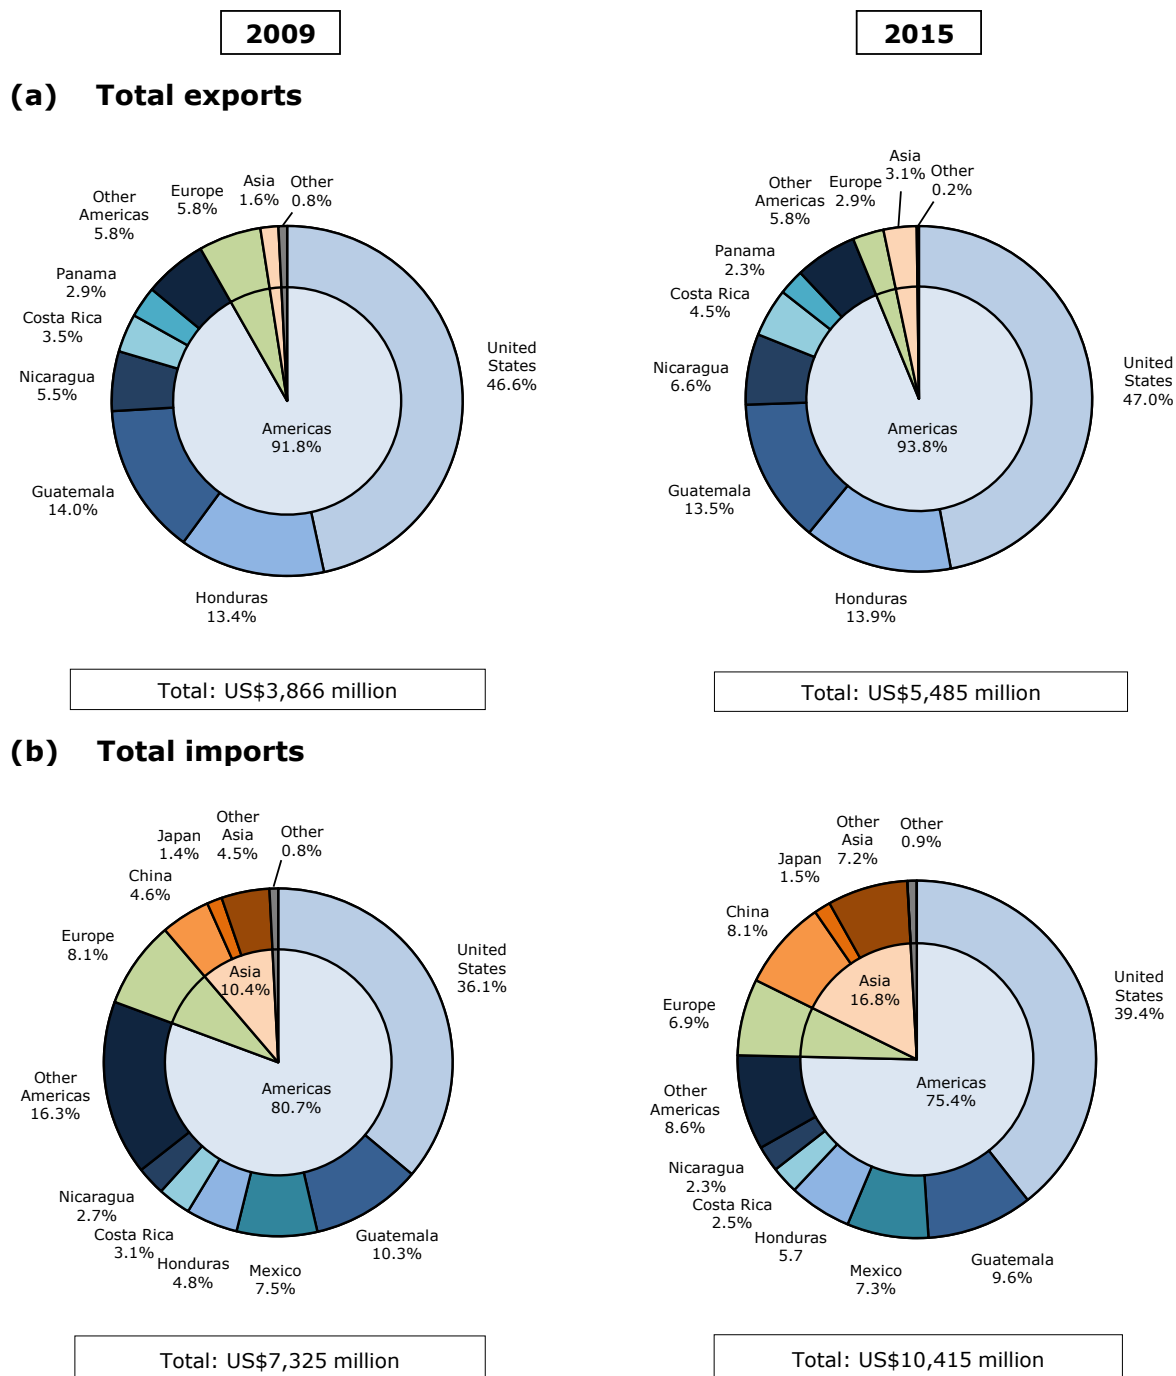 2009
2015
(a) Total exports
Other
Americas
5.8%
Europe
5.8%
Asia
1.6%
Other
0.8%
Panama
2.9%
Costa Rica
3.5%
Nicaragua
5.5%
Guatemala
14.0%
Honduras
13.4%
United
States
46.6%
Americas
91.8%
Total: US$3,866 million
Other
Americas
5.8%
Europe
2.9%
Asia
3.1%
Other
0.2%
Panama
2.3%
Costa Rica
4.5%
Nicaragua
6.6%
Guatemala
13.5%
Honduras
13.9%
United
States
47.0%
Americas
93.8%
Total: US$5,485 million
(b) Total imports
Japan
1.4%
Other
Asia
4.5%
Other
0.8%
China
4.6%
Europe
8.1%
Asia
10.4%
United
States
36.1%
Americas
80.7%
Other
Americas
16.3%
Nicaragua
2.7%
Costa Rica
3.1%
Honduras
4.8%
Mexico
7.5%
Guatemala
10.3%
Total: US$7,325 million
Other
Asia
7.2%
Other
0.9%
Japan
1.5%
China
8.1%
Europe
6.9%
Asia
16.8%
United
States
39.4%
Americas
75.4%
Other
Americas
8.6%
Nicaragua
2.3%
Costa Rica
2.5%
Honduras
5.7
Mexico
7.3%
Guatemala
9.6%
Total: US$10,415 million